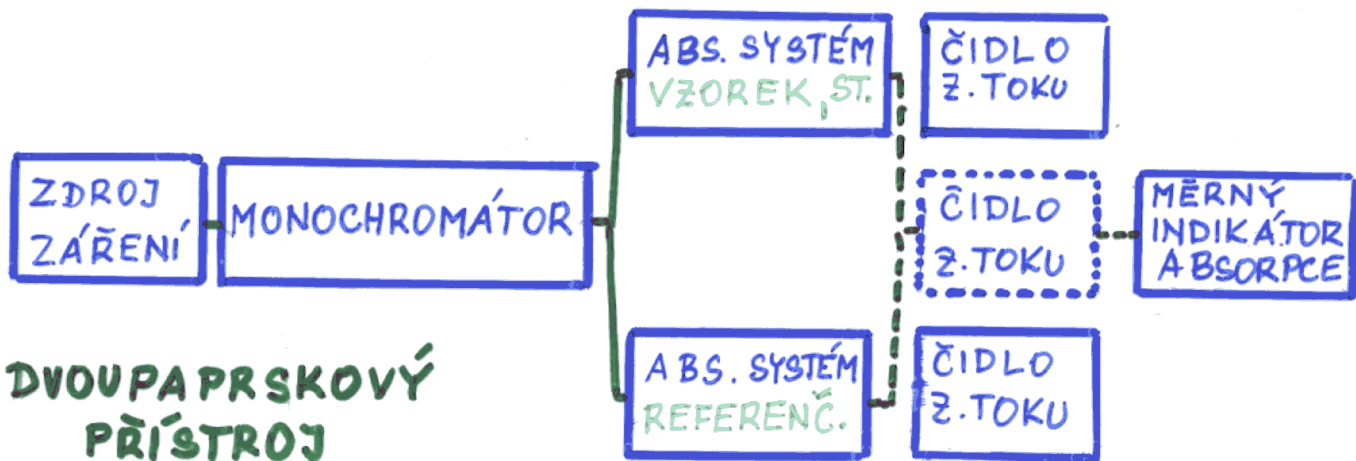 ZDROJ
ZÁŘENÍ
MONOCHROMÁTOR
ABS. SYSTÉM
VZOREK, ST.
ČIDLO
Z. TOKU
ČIDLO
Z. TOKU
MĚRNÝ
INDIKÁTOR
ABSORPCE
ABS. SYSTÉM
REFERENČ.
ČIDLO
Z. TOKU
DVOUPAPRSKOVÝ
PŘÍSTROJ